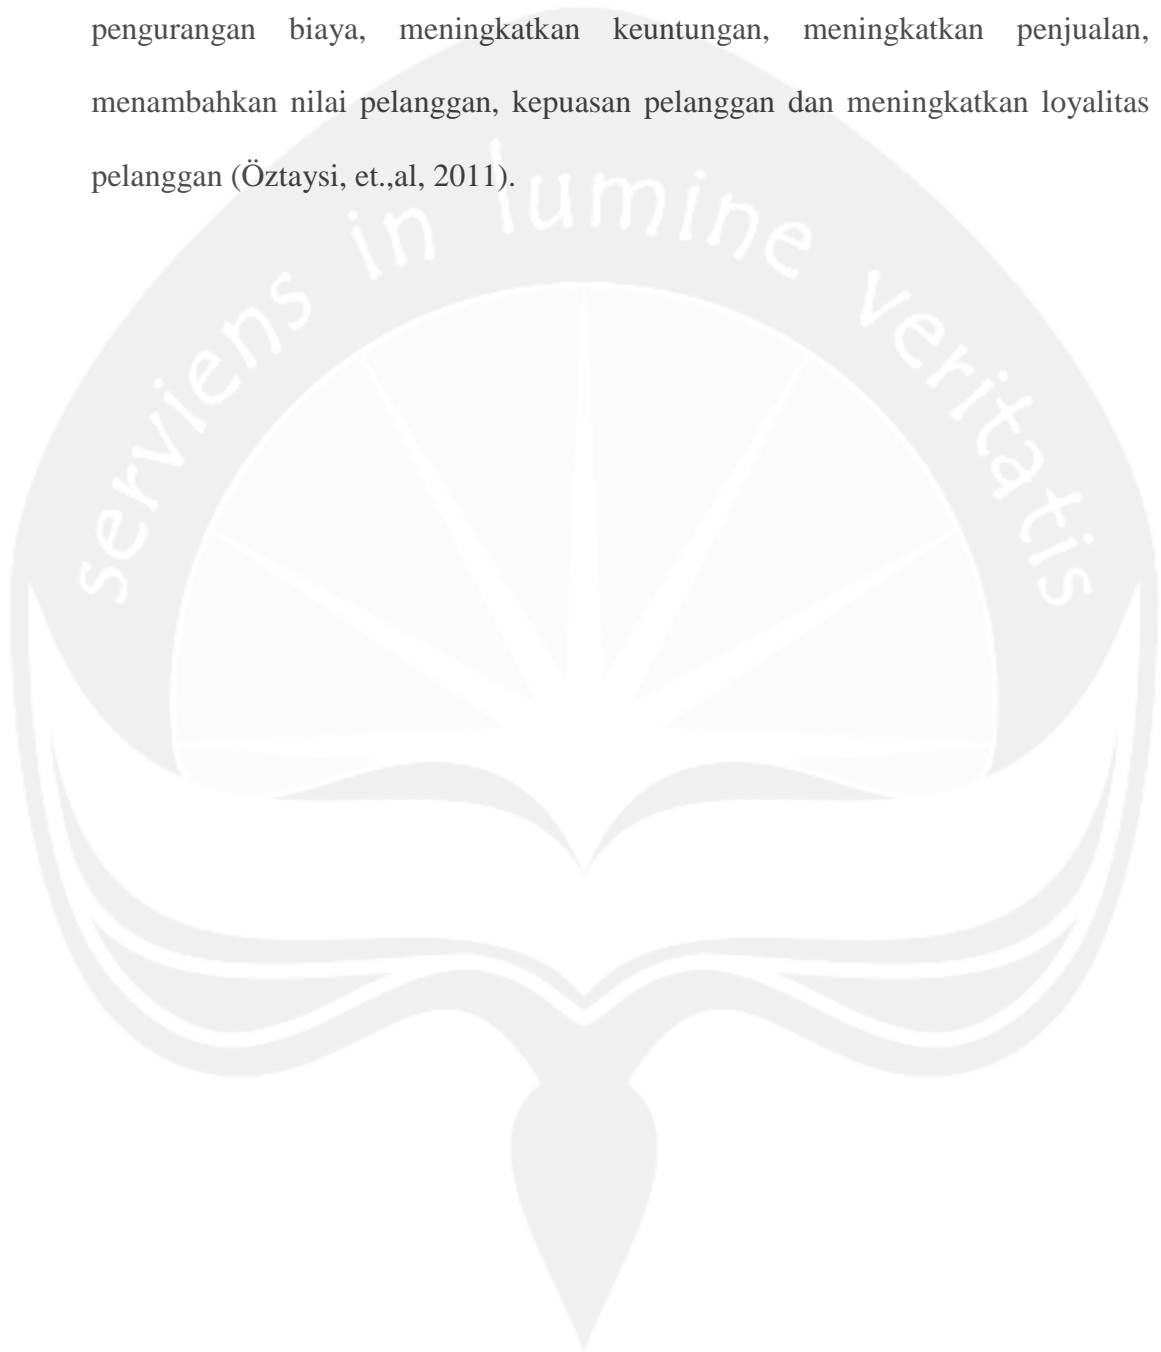 pengurangan biaya, meningkatkan keuntungan, meningkatkan penjualan,
menambahkan nilai pelanggan, kepuasan pelanggan dan meningkatkan loyalitas
pelanggan (Öztaysi, et.,al, 2011).
serviens in lumine veritatis